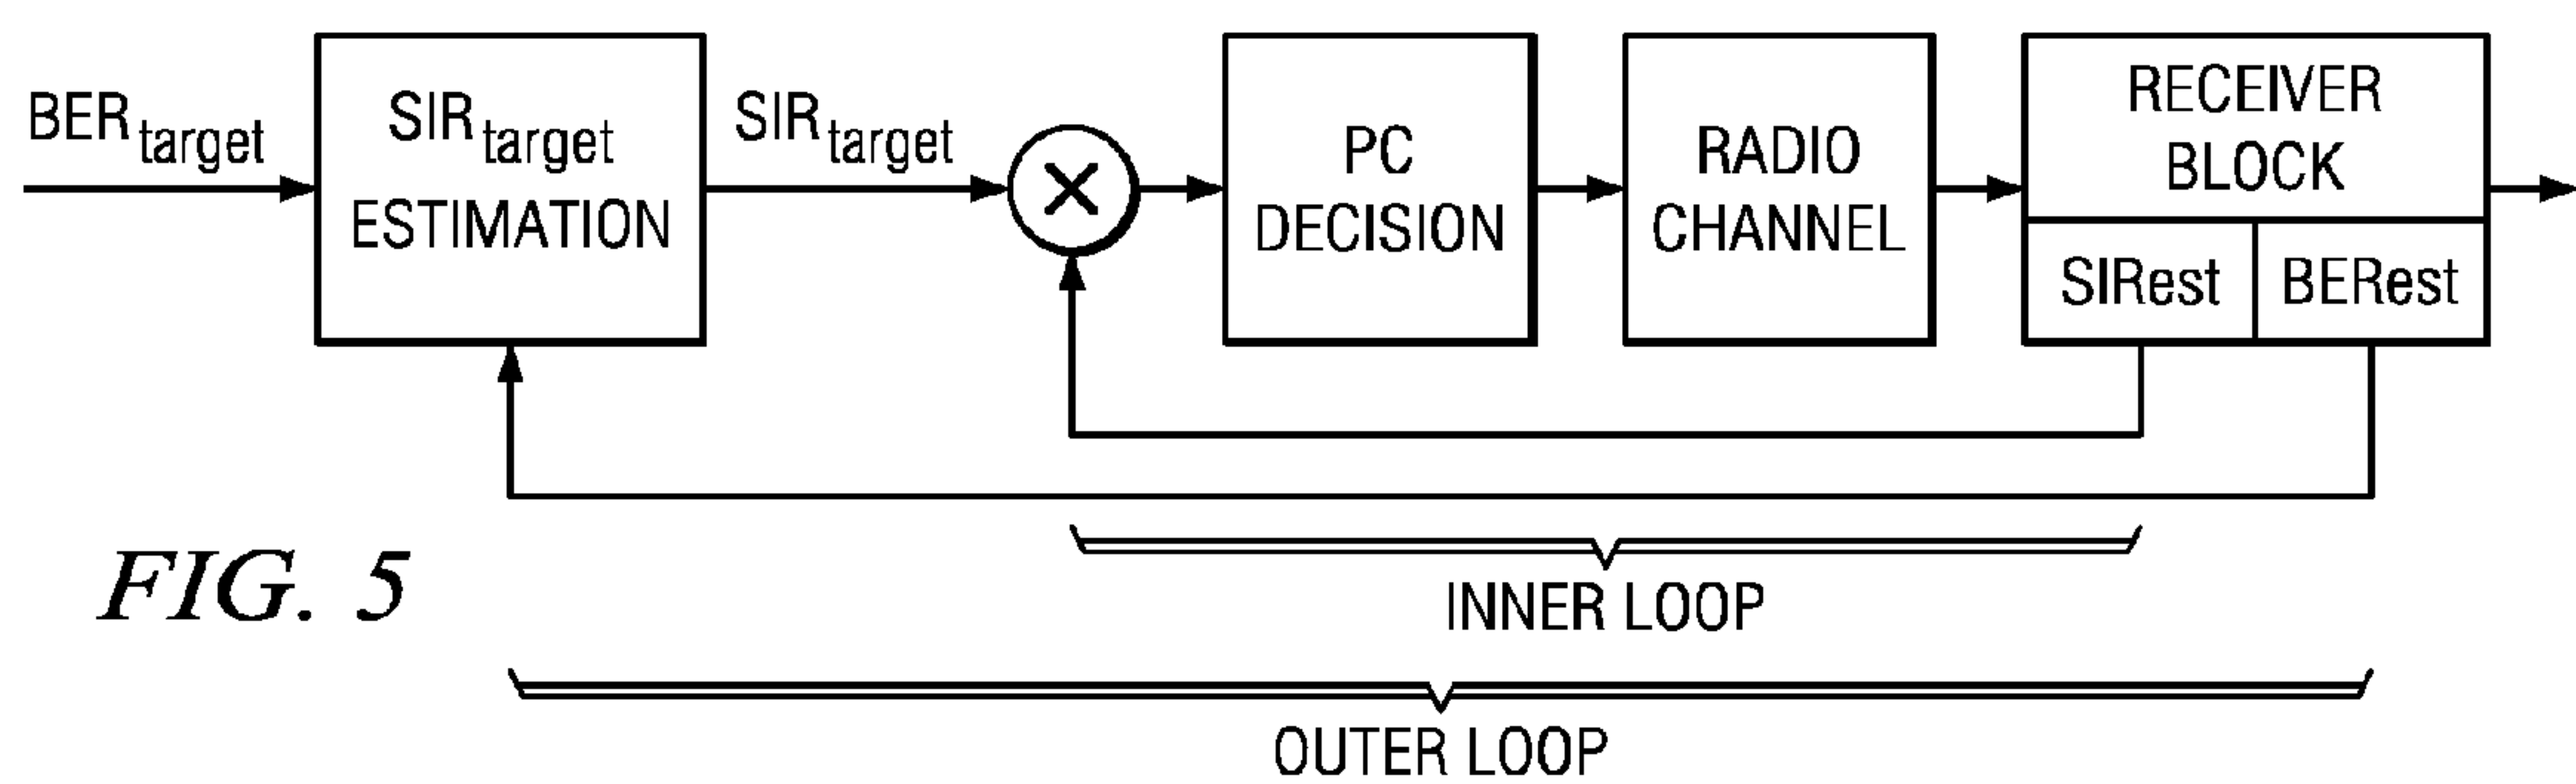 BERtarget
SIRtarget
ESTIMATION
SIRtarget
PC
DECISION
RADIO
CHANNEL
RECEIVER
BLOCK
SIRest
BERest
INNER LOOP
FIG. 5
OUTER LOOP